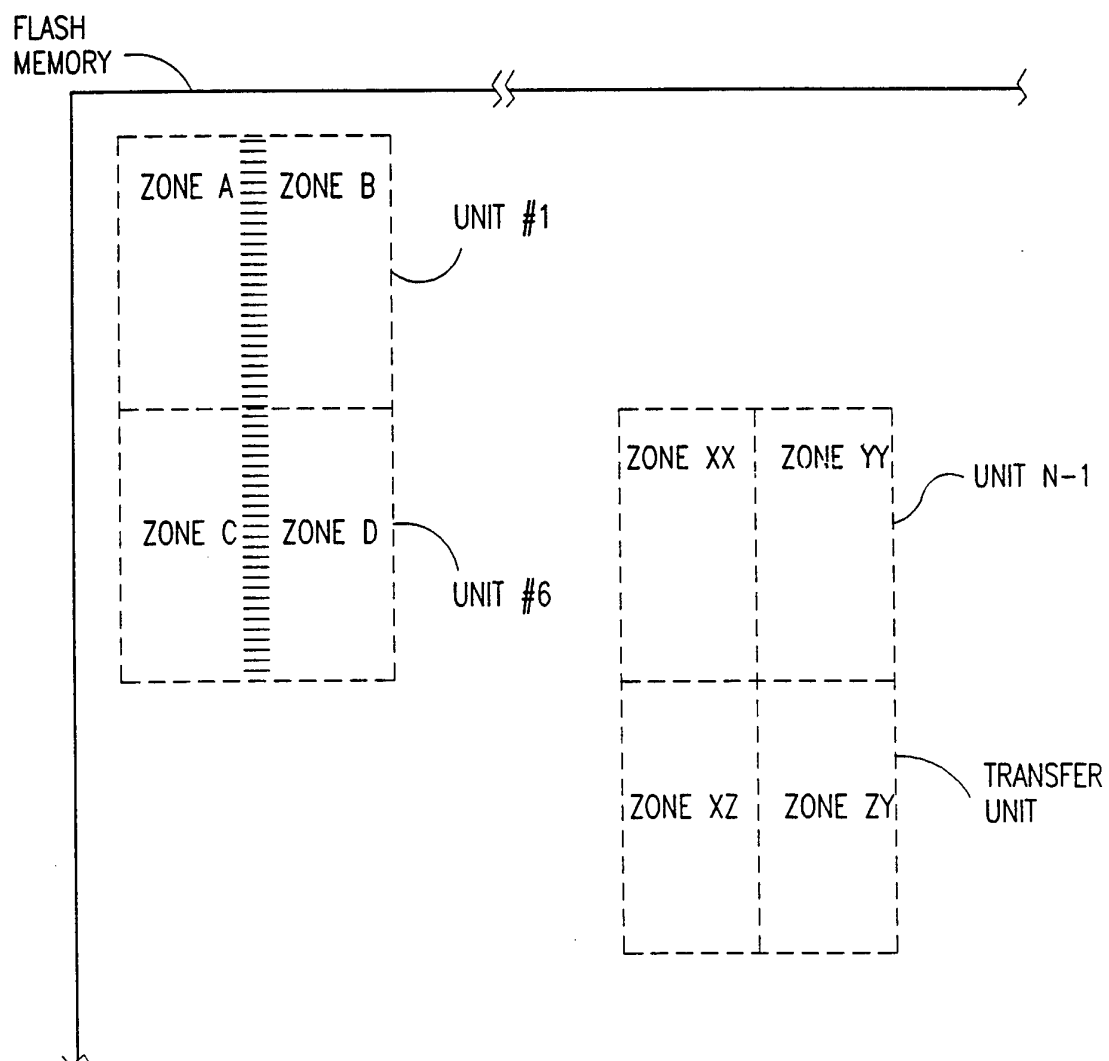 FLASH
MEMORY
ZONE A
ZONE B
UNIT #1
ZONE C
ZONE D
UNIT #6
ZONE XX
ZONE YY
UNIT N-1
ZONE XZ
ZONE ZY
TRANSFER
UNIT